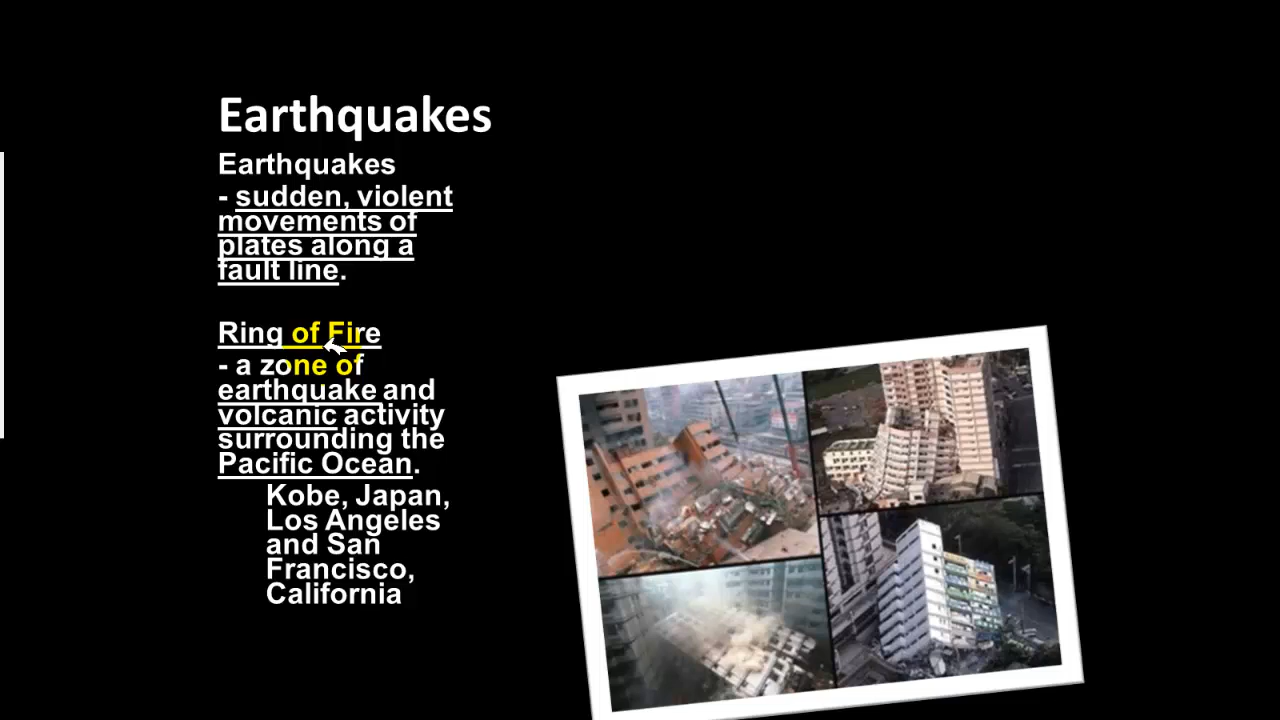 Earthquakes
Earthquakes
- sudden, violent
movements of
plates along a
fault line.
Ring of Fire
- a zone of
earthquake and
volcanic activity
surrounding the
Pacific Ocean.
Kobe, Japan,
Los Angeles
and San
Francisco,
California